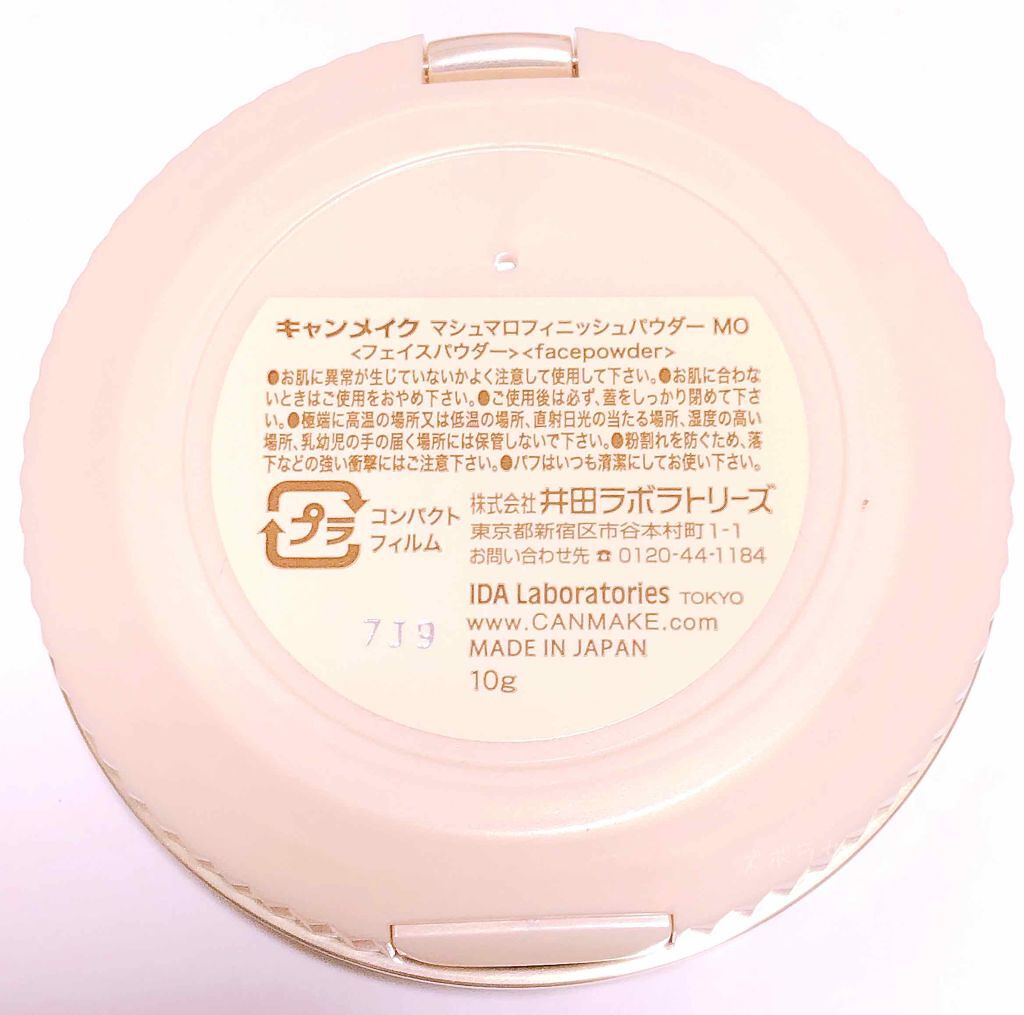 キャンメイク マシュマロフィニッシュパウダー MO
<フェイスパウダー><facepowder>
●お肌に異常が生じていないかよく注意して使用して下さい。●お肌に合わな
いときはご使用をおやめ下さい。●ご使用後は必ず、蓋をしっかり閉めて下さ
い。●極端に高温の場所又は低温の場所、直射日光の当たる場所、湿度の高い
場所、乳幼児の手の届く場所には保管しないで下さい。●粉割れを防ぐため、落
下などの強い衝撃にはご注意下さい。●パフはいつも清潔にしてお使い下さい。
プラ
コンパクト
フィルム
株式会社 井田ラボラトリーズ
東京都新宿区市谷本村町1-1
お問い合わせ先 ☎ 0120-44-1184
IDA Laboratories TOKYO
www.CANMAKE.com
MADE IN JAPAN
10g
7J9